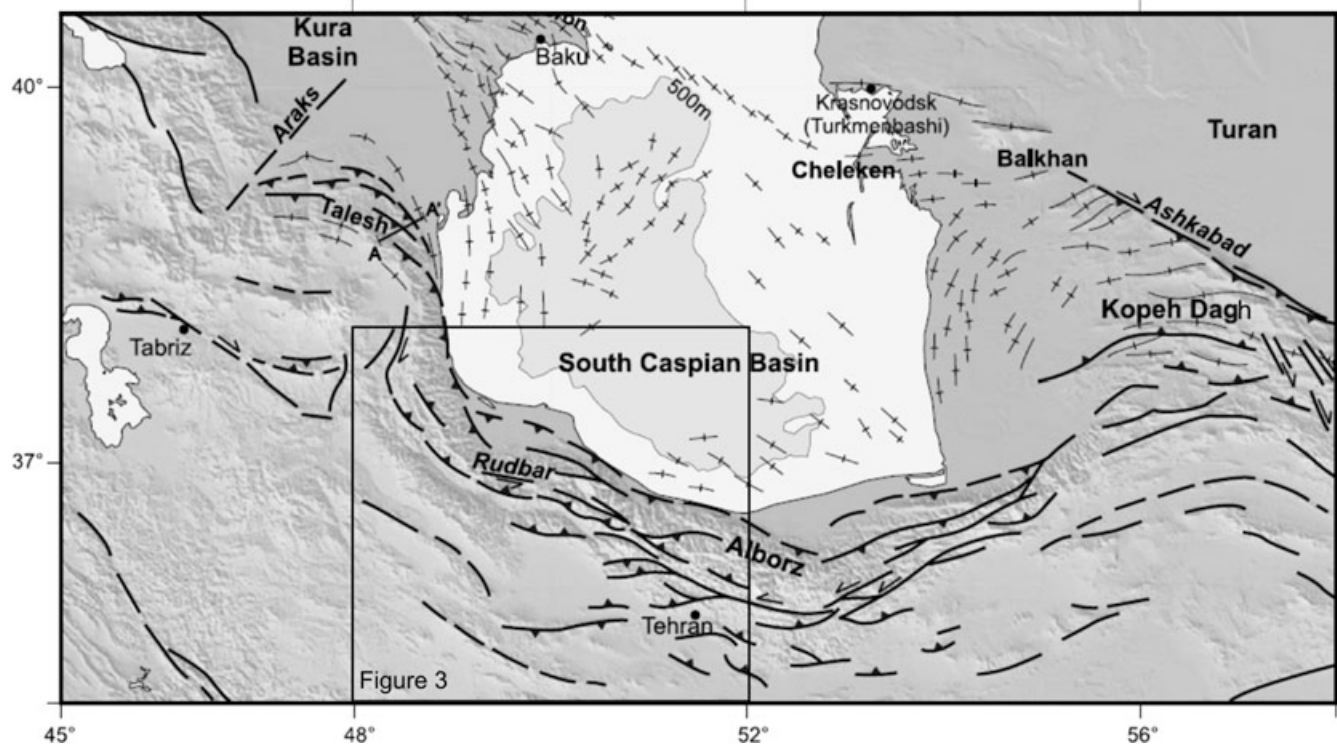 Kura
Basin
Baku
40°
500m
Araks
Krasnovodsk
(Turkmenbashi)
Turan
Balkhan
Cheleken
Talesh
A'
A
Ashkabad
Kopeh Dagh
Tabriz
South Caspian Basin
37°
Rudbar
Alborz
Tehran
Figure 3
45°
48°
52°
56°